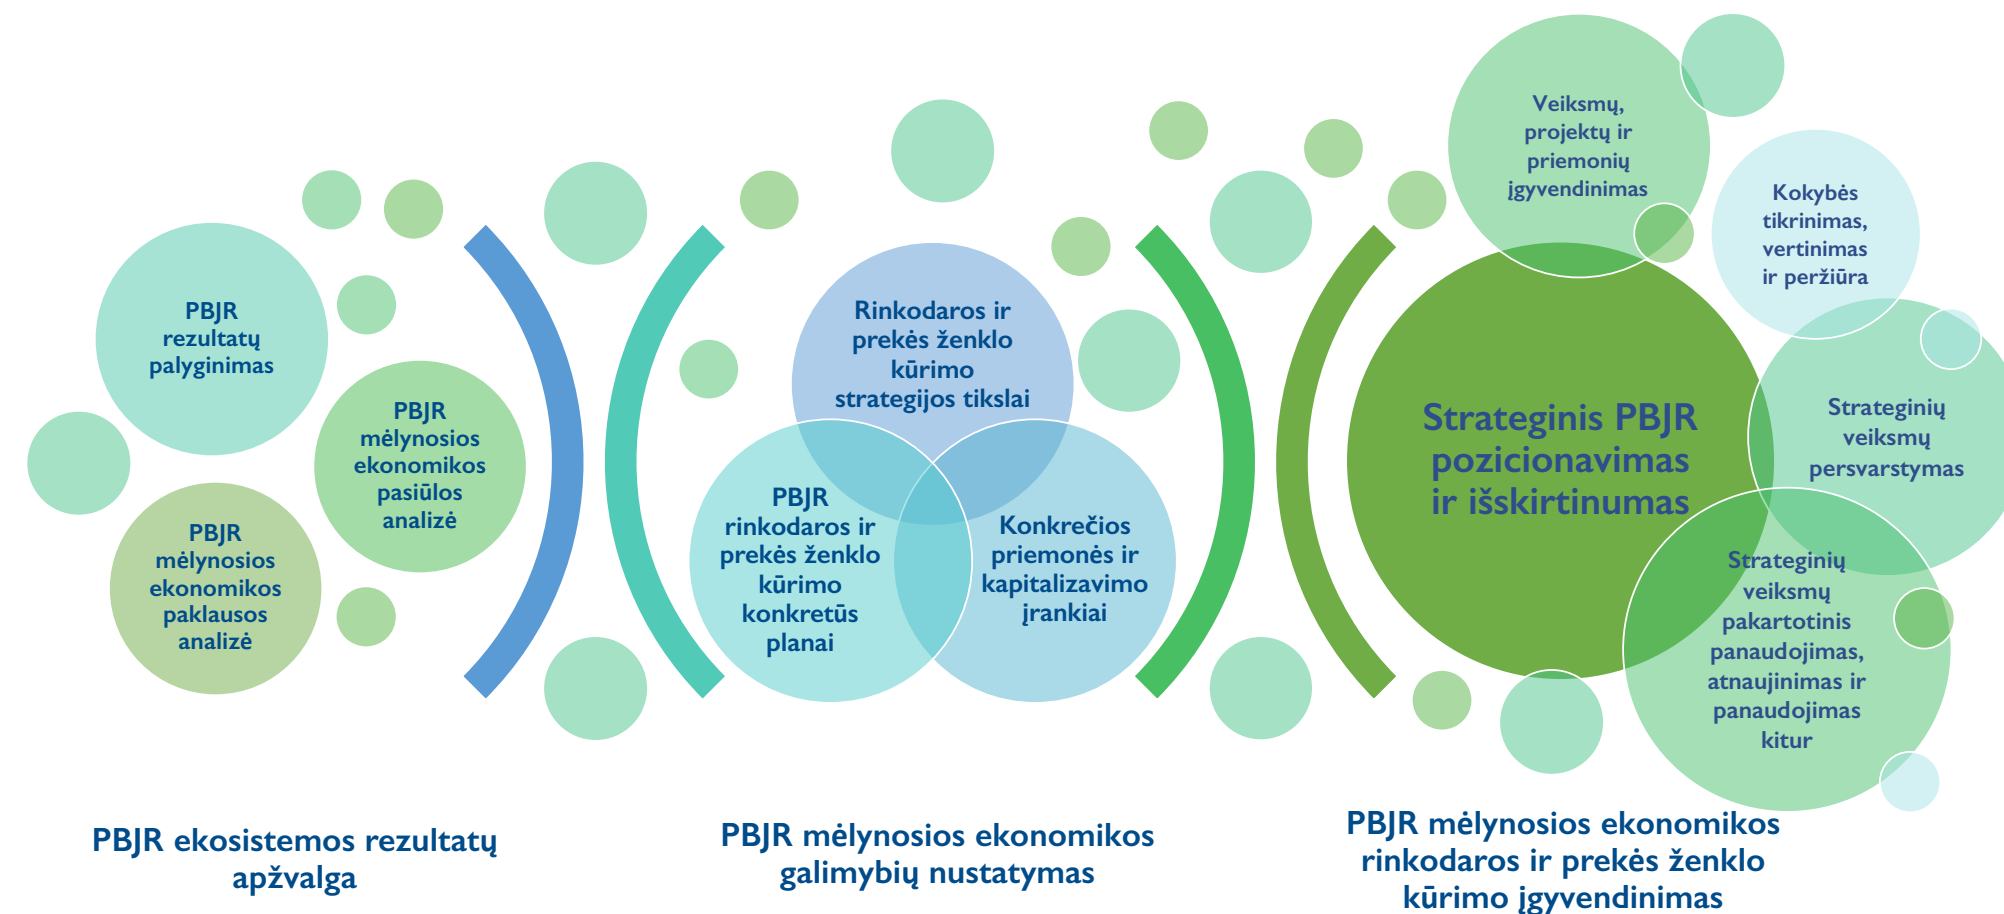 PBJR
rezultatų
palyginimas
PBJR
mėlynosios
ekonomikos
pasiūlos
analizė
PBJR
mėlynosios
ekonomikos
paklausos
analizė
PBJR ekosistemos rezultatų
apžvalga
Rinkodaros ir
prekės ženklo
kūrimo
strategijos tikslai
PBJR
rinkodaros ir
prekės ženklo
kūrimo
konkretūs
planai
Konkrečios
priemonės ir
kapitalizavimo
įrankiai
PBJR mėlynosios ekonomikos
galimybių nustatymas
Veiksmų,
projektų ir
priemonių
įgyvendinimas
Kokybės
tikrinimas,
vertinimas
ir peržiūra
Strateginis PBJR
pozicionavimas
ir išskirtinumas
Strateginių
veiksmų
persvarstymas
Strateginių
veiksmų
pakartotinis
panaudojimas,
atnaujinimas ir
panaudojimas
kitur
PBJR mėlynosios ekonomikos
rinkodaros ir prekės ženklo
kūrimo įgyvendinimas